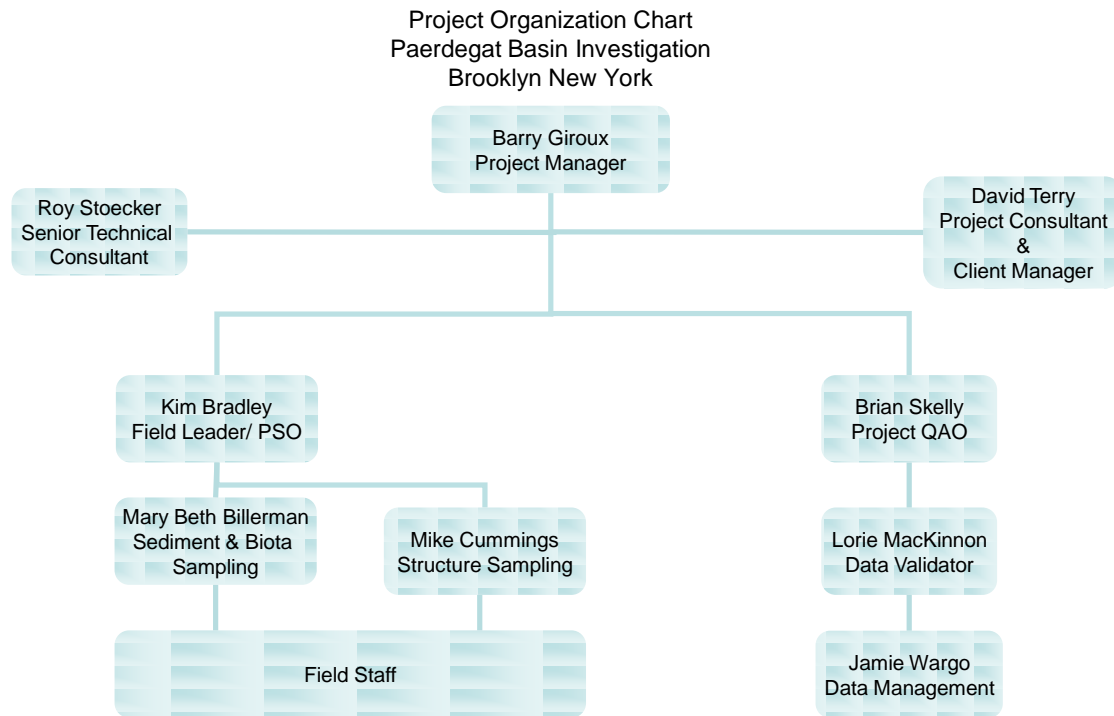 Project Organization Chart
Paerdegat Basin Investigation
Brooklyn New York
Barry Giroux
Project Manager
Roy Stoecker
Senior Technical
Consultant
David Terry
Project Consultant
&
Client Manager
Kim Bradley
Field Leader/ PSO
Brian Skelly
Project QAO
Mary Beth Billerman
Sediment & Biota
Sampling
Mike Cummings
Structure Sampling
Lorie MacKinnon
Data Validator
Field Staff
Jamie Wargo
Data Management